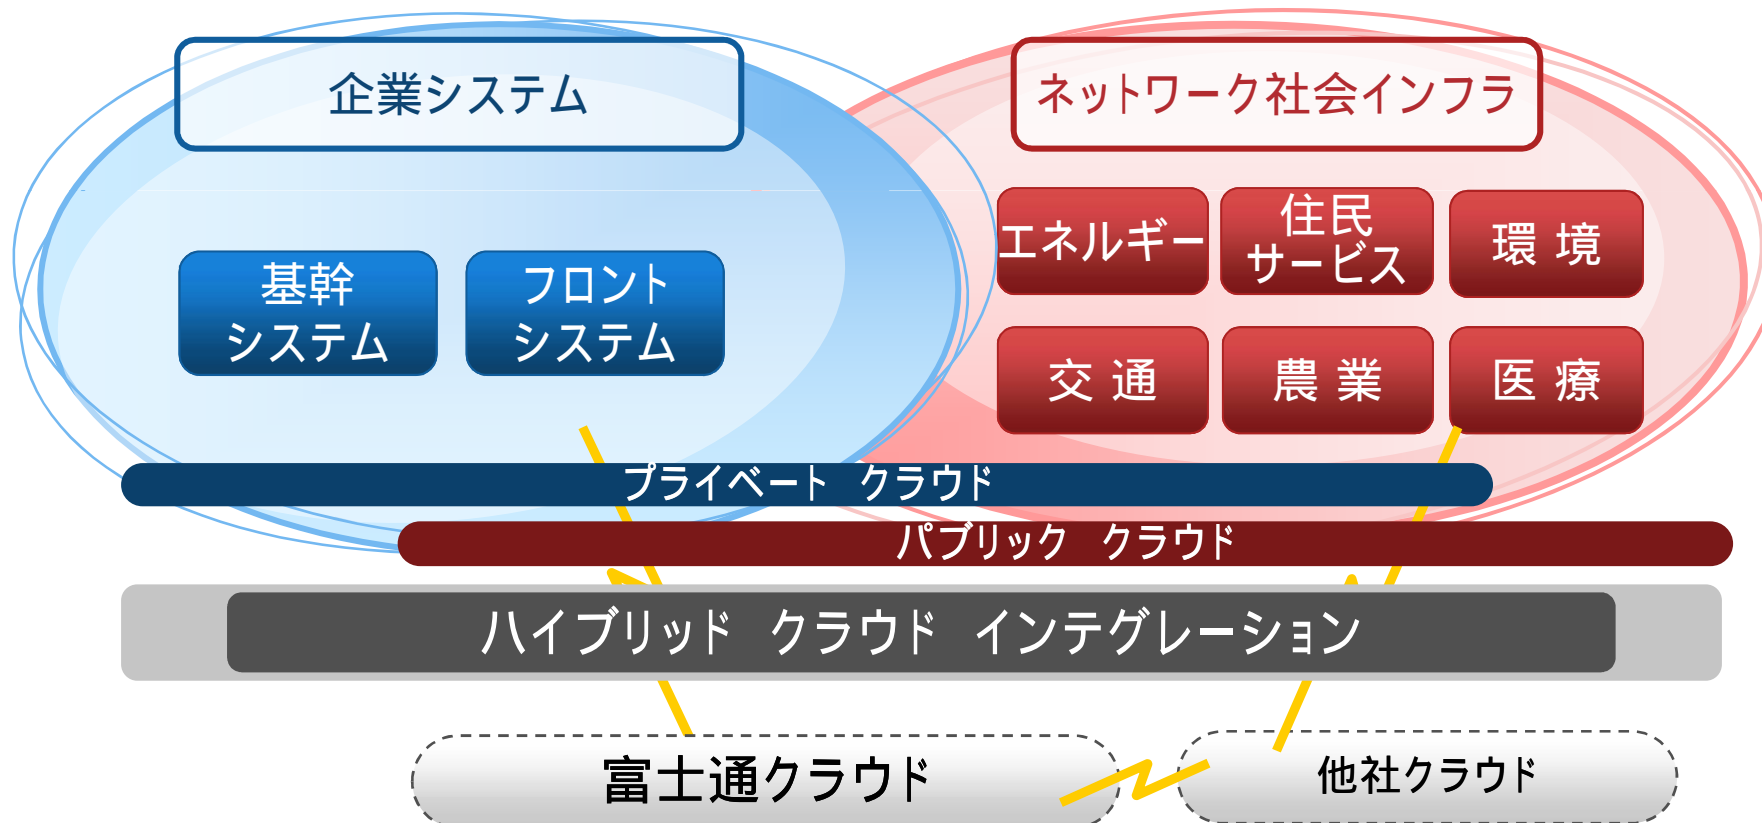 企業システム
ネットワーク社会インフラ
基幹
システム
フロント
システム
エネルギー
住民
サービス
環 境
交 通
農 業
医 療
プライベート クラウド
パブリック クラウド
ハイブリッド クラウド インテグレーション
富士通クラウド
他社クラウド